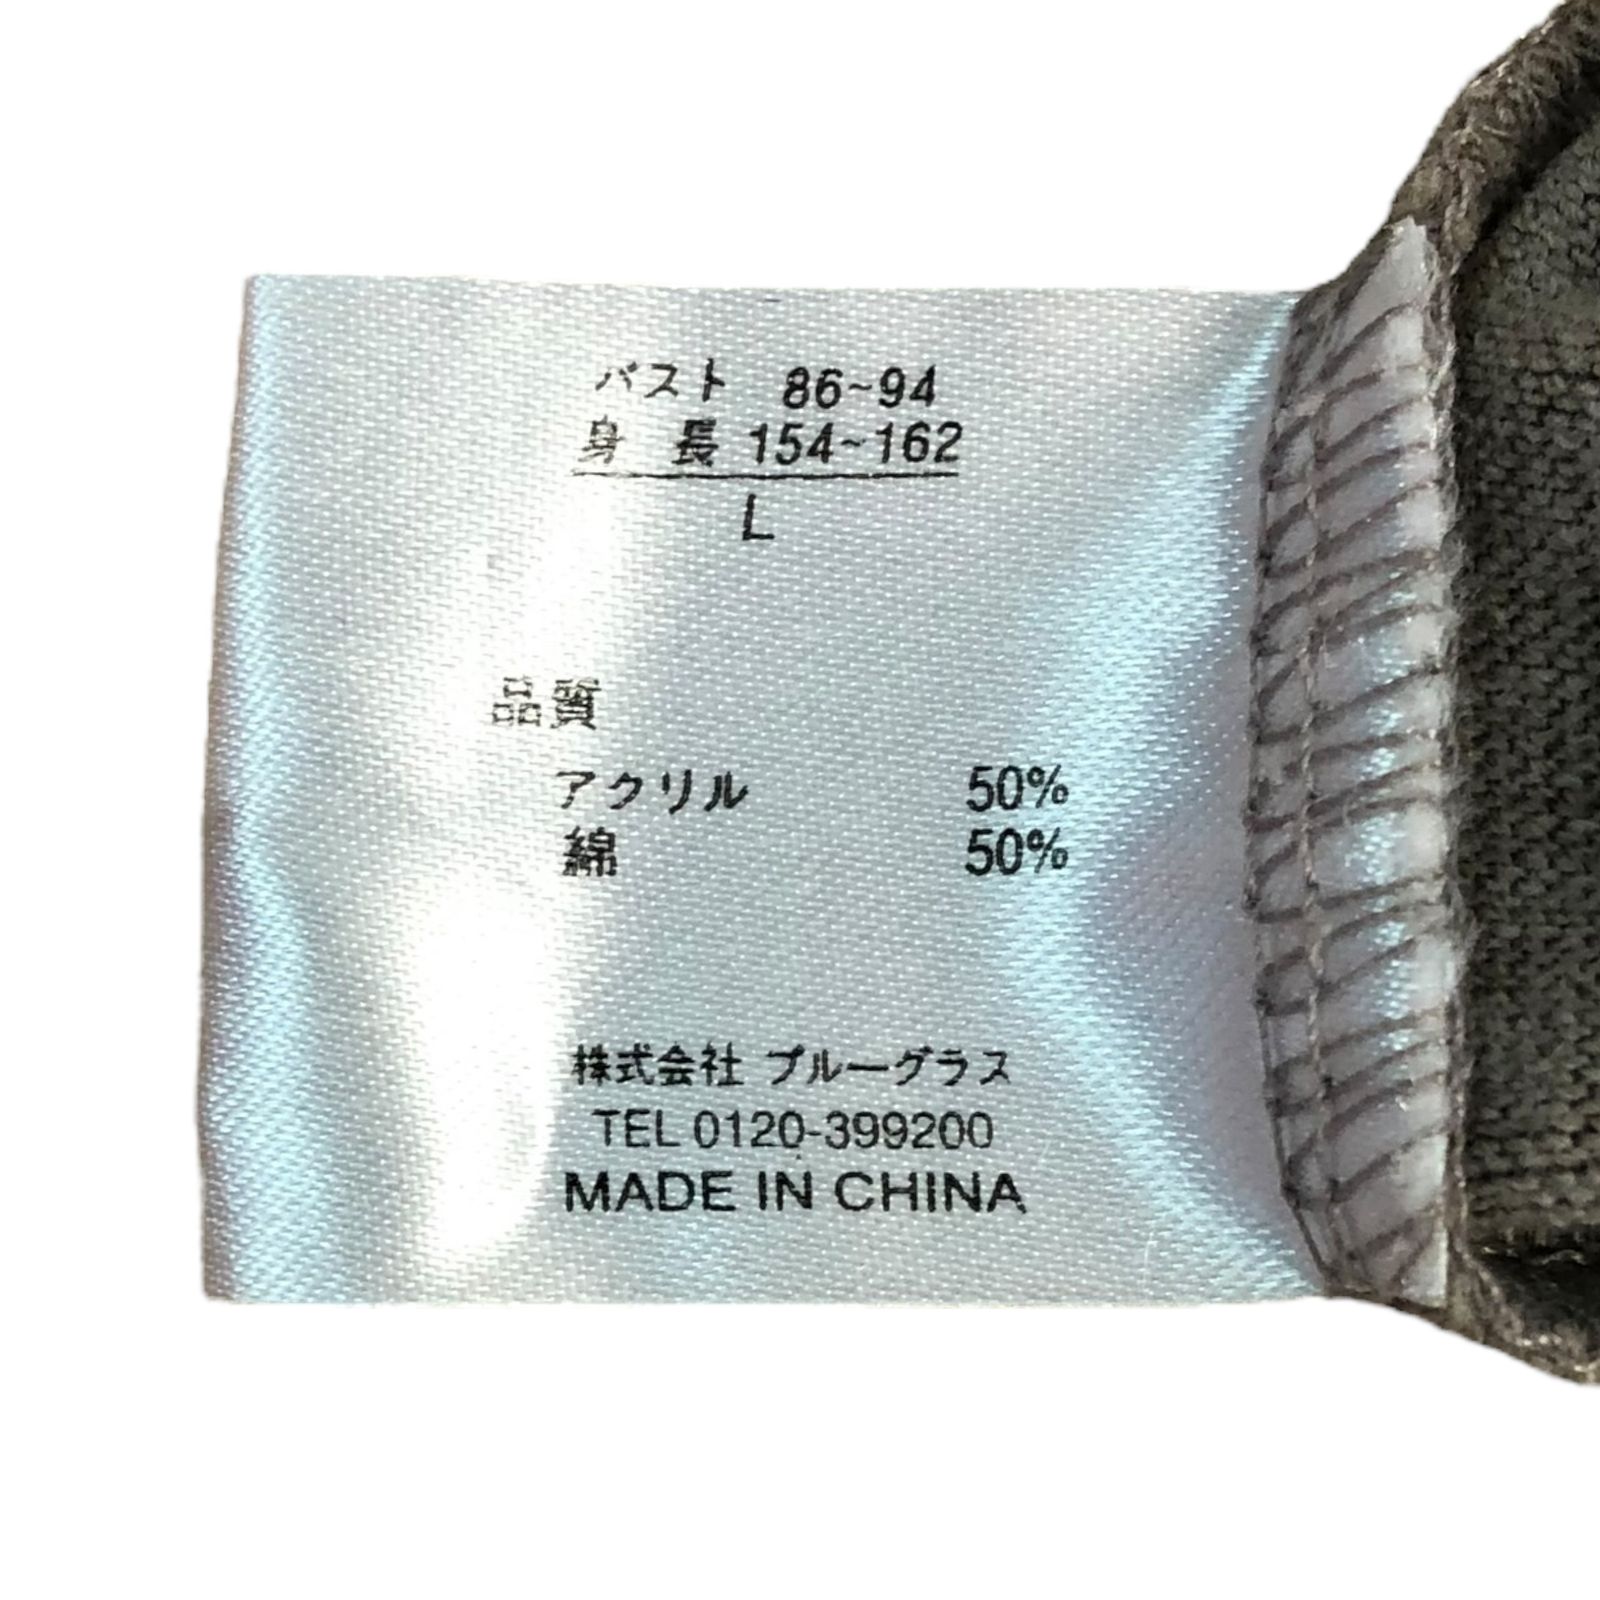 バスト 86~94
身 長 154~162
L
品質
アクリル 50%
綿 50%
株式会社 ブルーグラス
TEL 0120-399200
MADE IN CHINA